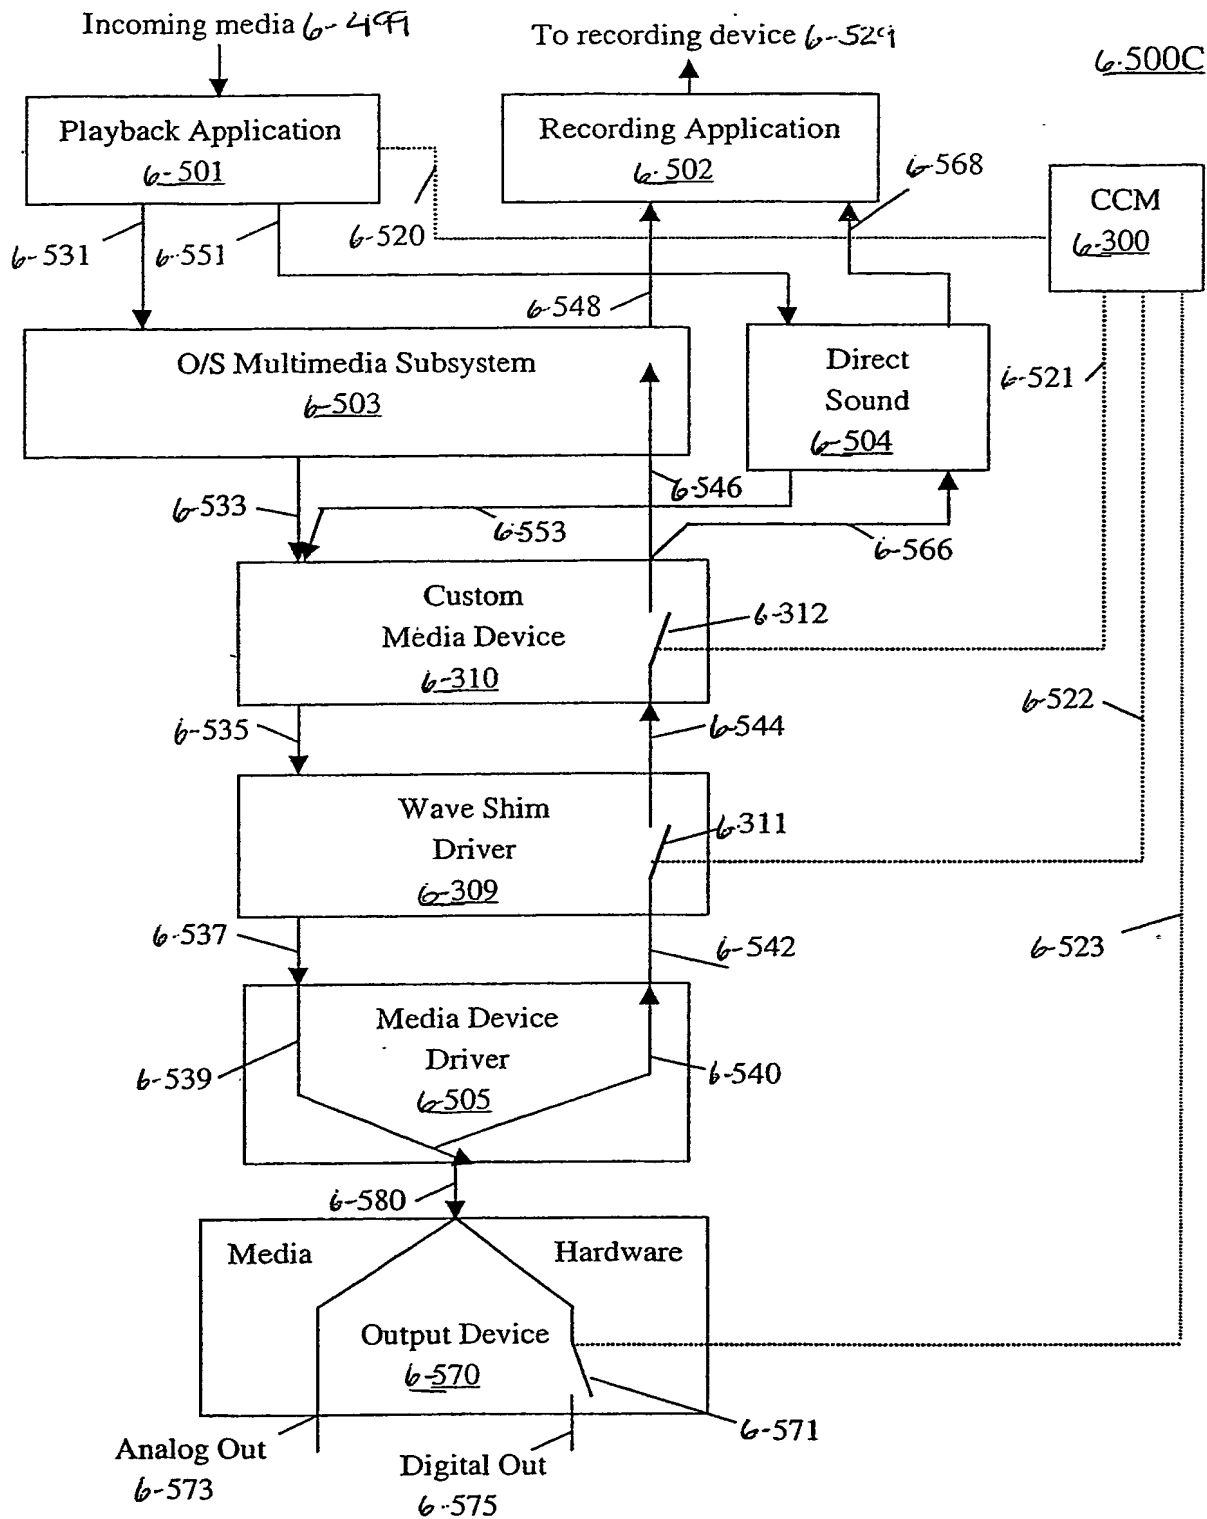 Incoming media 6-499
To recording device 6-529
6-500C
Playback Application
6-501
Recording Application
6-502
6-568
CCM
6-300
6-531
6-551
6-520
6-548
O/S Multimedia Subsystem
6-503
Direct
Sound
6-504
6-521
6-533
6-553
6-546
6-566
Custom
Media Device
6-310
6-312
6-535
6-544
6-522
Wave Shim
Driver
6-309
6-311
6-537
6-542
6-523
Media Device
Driver
6-505
6-539
6-540
6-580
Media
Hardware
Output Device
6-570
6-571
Analog Out
6-573
Digital Out
6-575